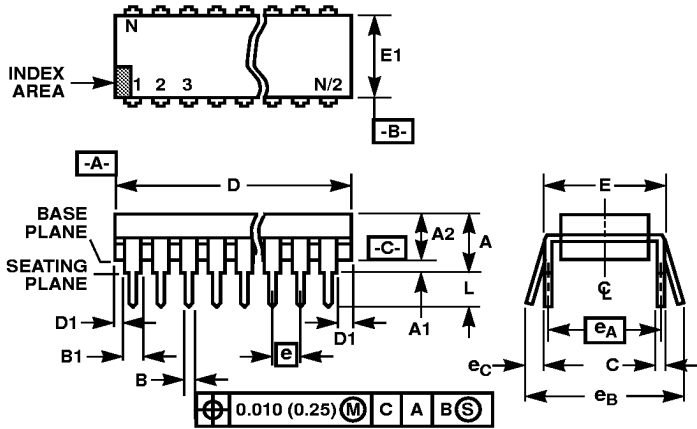 N
INDEX
AREA
1 2 3 N/2
E1
-B-
-A-
D
E
BASE
PLANE
A2
A
-C-
SEATING
PLANE
L
D1
A1
D1
B1
e
B
℄
eA
eC
C
eB
0.010 (0.25) Ⓜ C A B Ⓢ